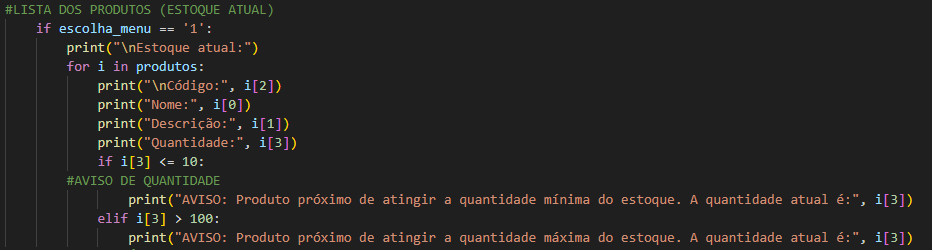 #LISTA DOS PRODUTOS (ESTOQUE ATUAL)
if escolha_menu == '1':
print("\nEstoque atual:")
for i in produtos:
print("\nCódigo:", i[2])
print("Nome:", i[0])
print("Descrição:", i[1])
print("Quantidade:", i[3])
if i[3] <= 10:
#AVISO DE QUANTIDADE
print("AVISO: Produto próximo de atingir a quantidade mínima do estoque. A quantidade atual é:", i[3])
elif i[3] > 100:
print("AVISO: Produto próximo de atingir a quantidade máxima do estoque. A quantidade atual é:", i[3])